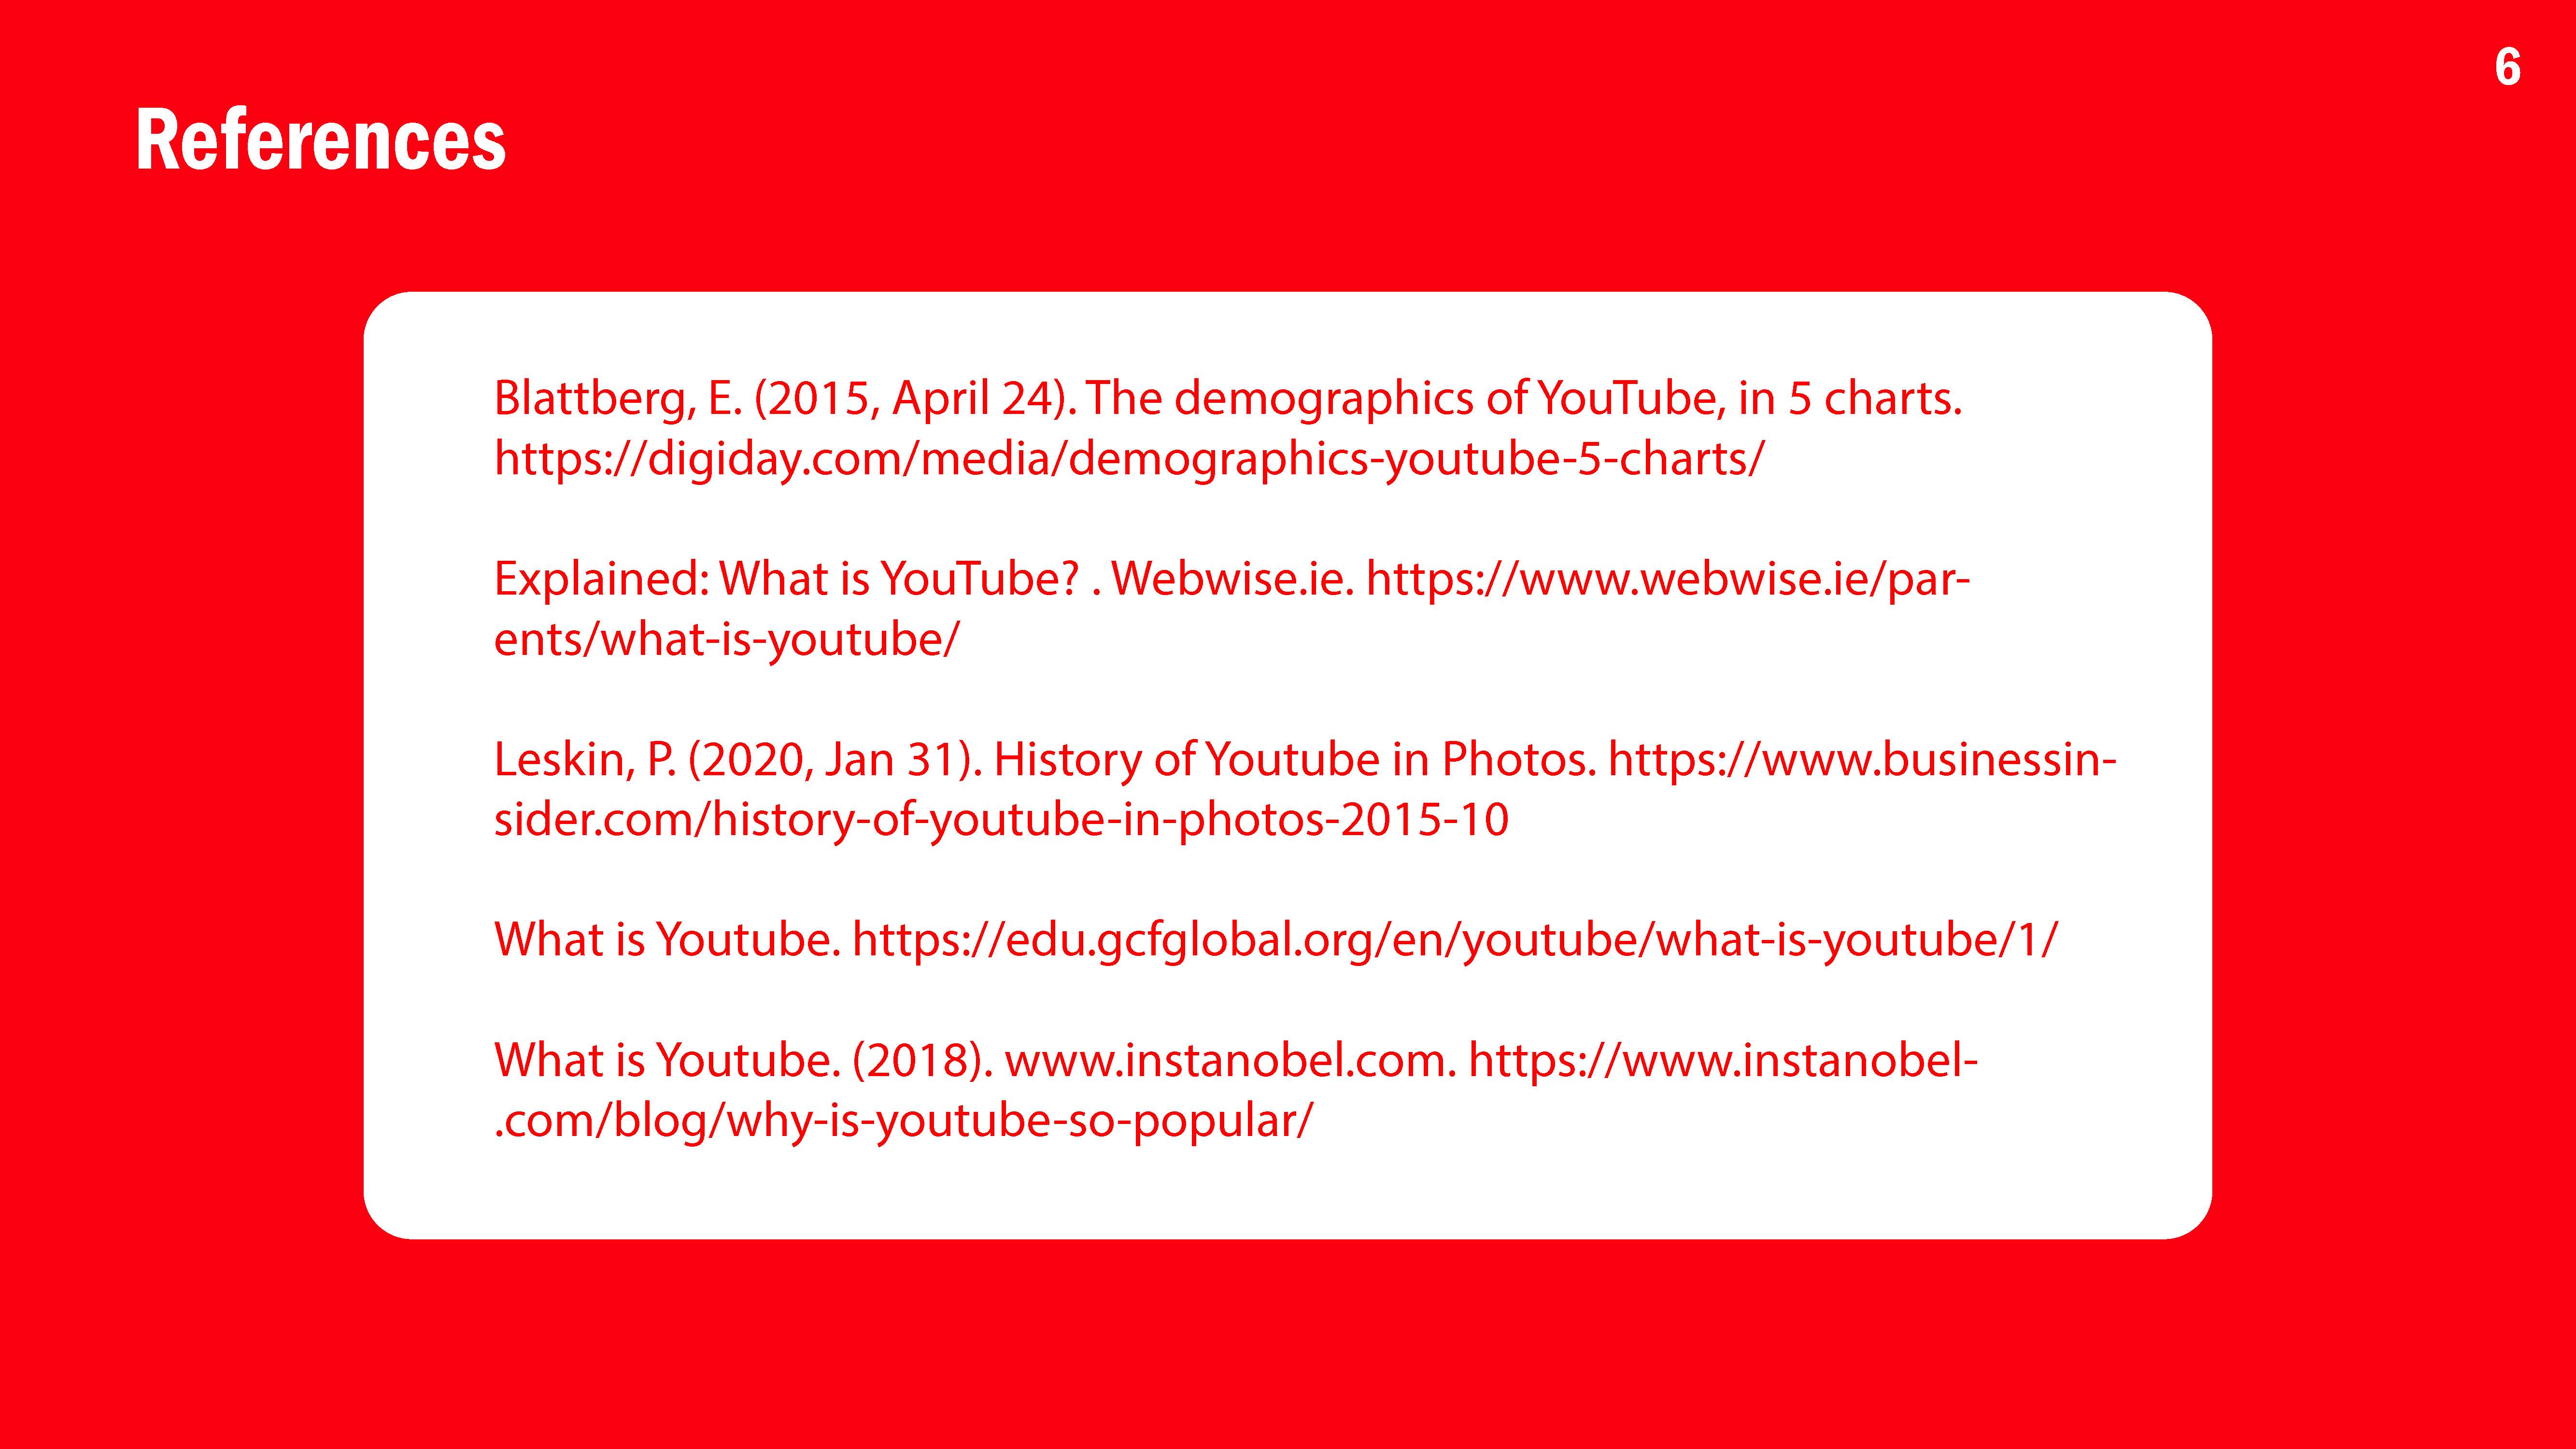 6
References
Blattberg, E. (2015, April 24). The demographics of YouTube, in 5 charts.
https://digiday.com/media/demographics-youtube-5-charts/
Explained: What is YouTube? . Webwise.ie. https://www.webwise.ie/par-
ents/what-is-youtube/
Leskin, P. (2020, Jan 31). History of Youtube in Photos. https://www.businessin-
sider.com/history-of-youtube-in-photos-2015-10
What is Youtube. https://edu.gcfglobal.org/en/youtube/what-is-youtube/1/
What is Youtube. (2018). www.instanobel.com. https://www.instanobel-
.com/blog/why-is-youtube-so-popular/